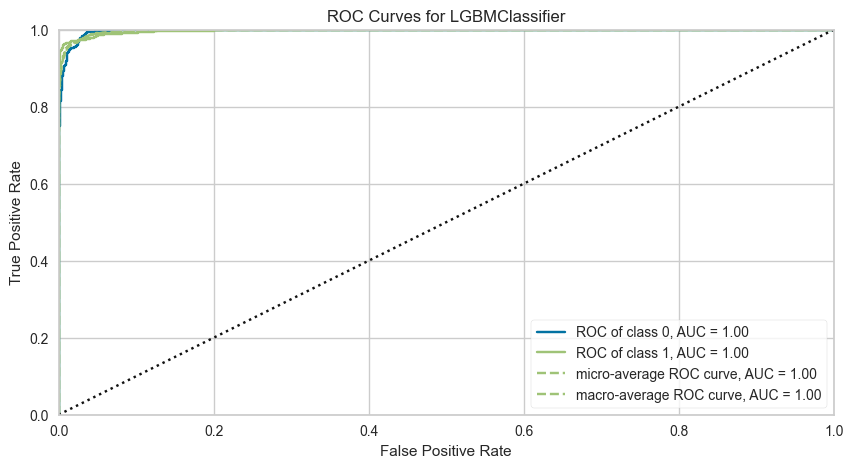 ROC Curves for LGBMClassifier
1.0
0.8
0.6
0.4
0.2
0.0
True Positive Rate
ROC of class 0, AUC = 1.00
ROC of class 1, AUC = 1.00
micro-average ROC curve, AUC = 1.00
macro-average ROC curve, AUC = 1.00
0.0 0.2 0.4 0.6 0.8 1.0
False Positive Rate